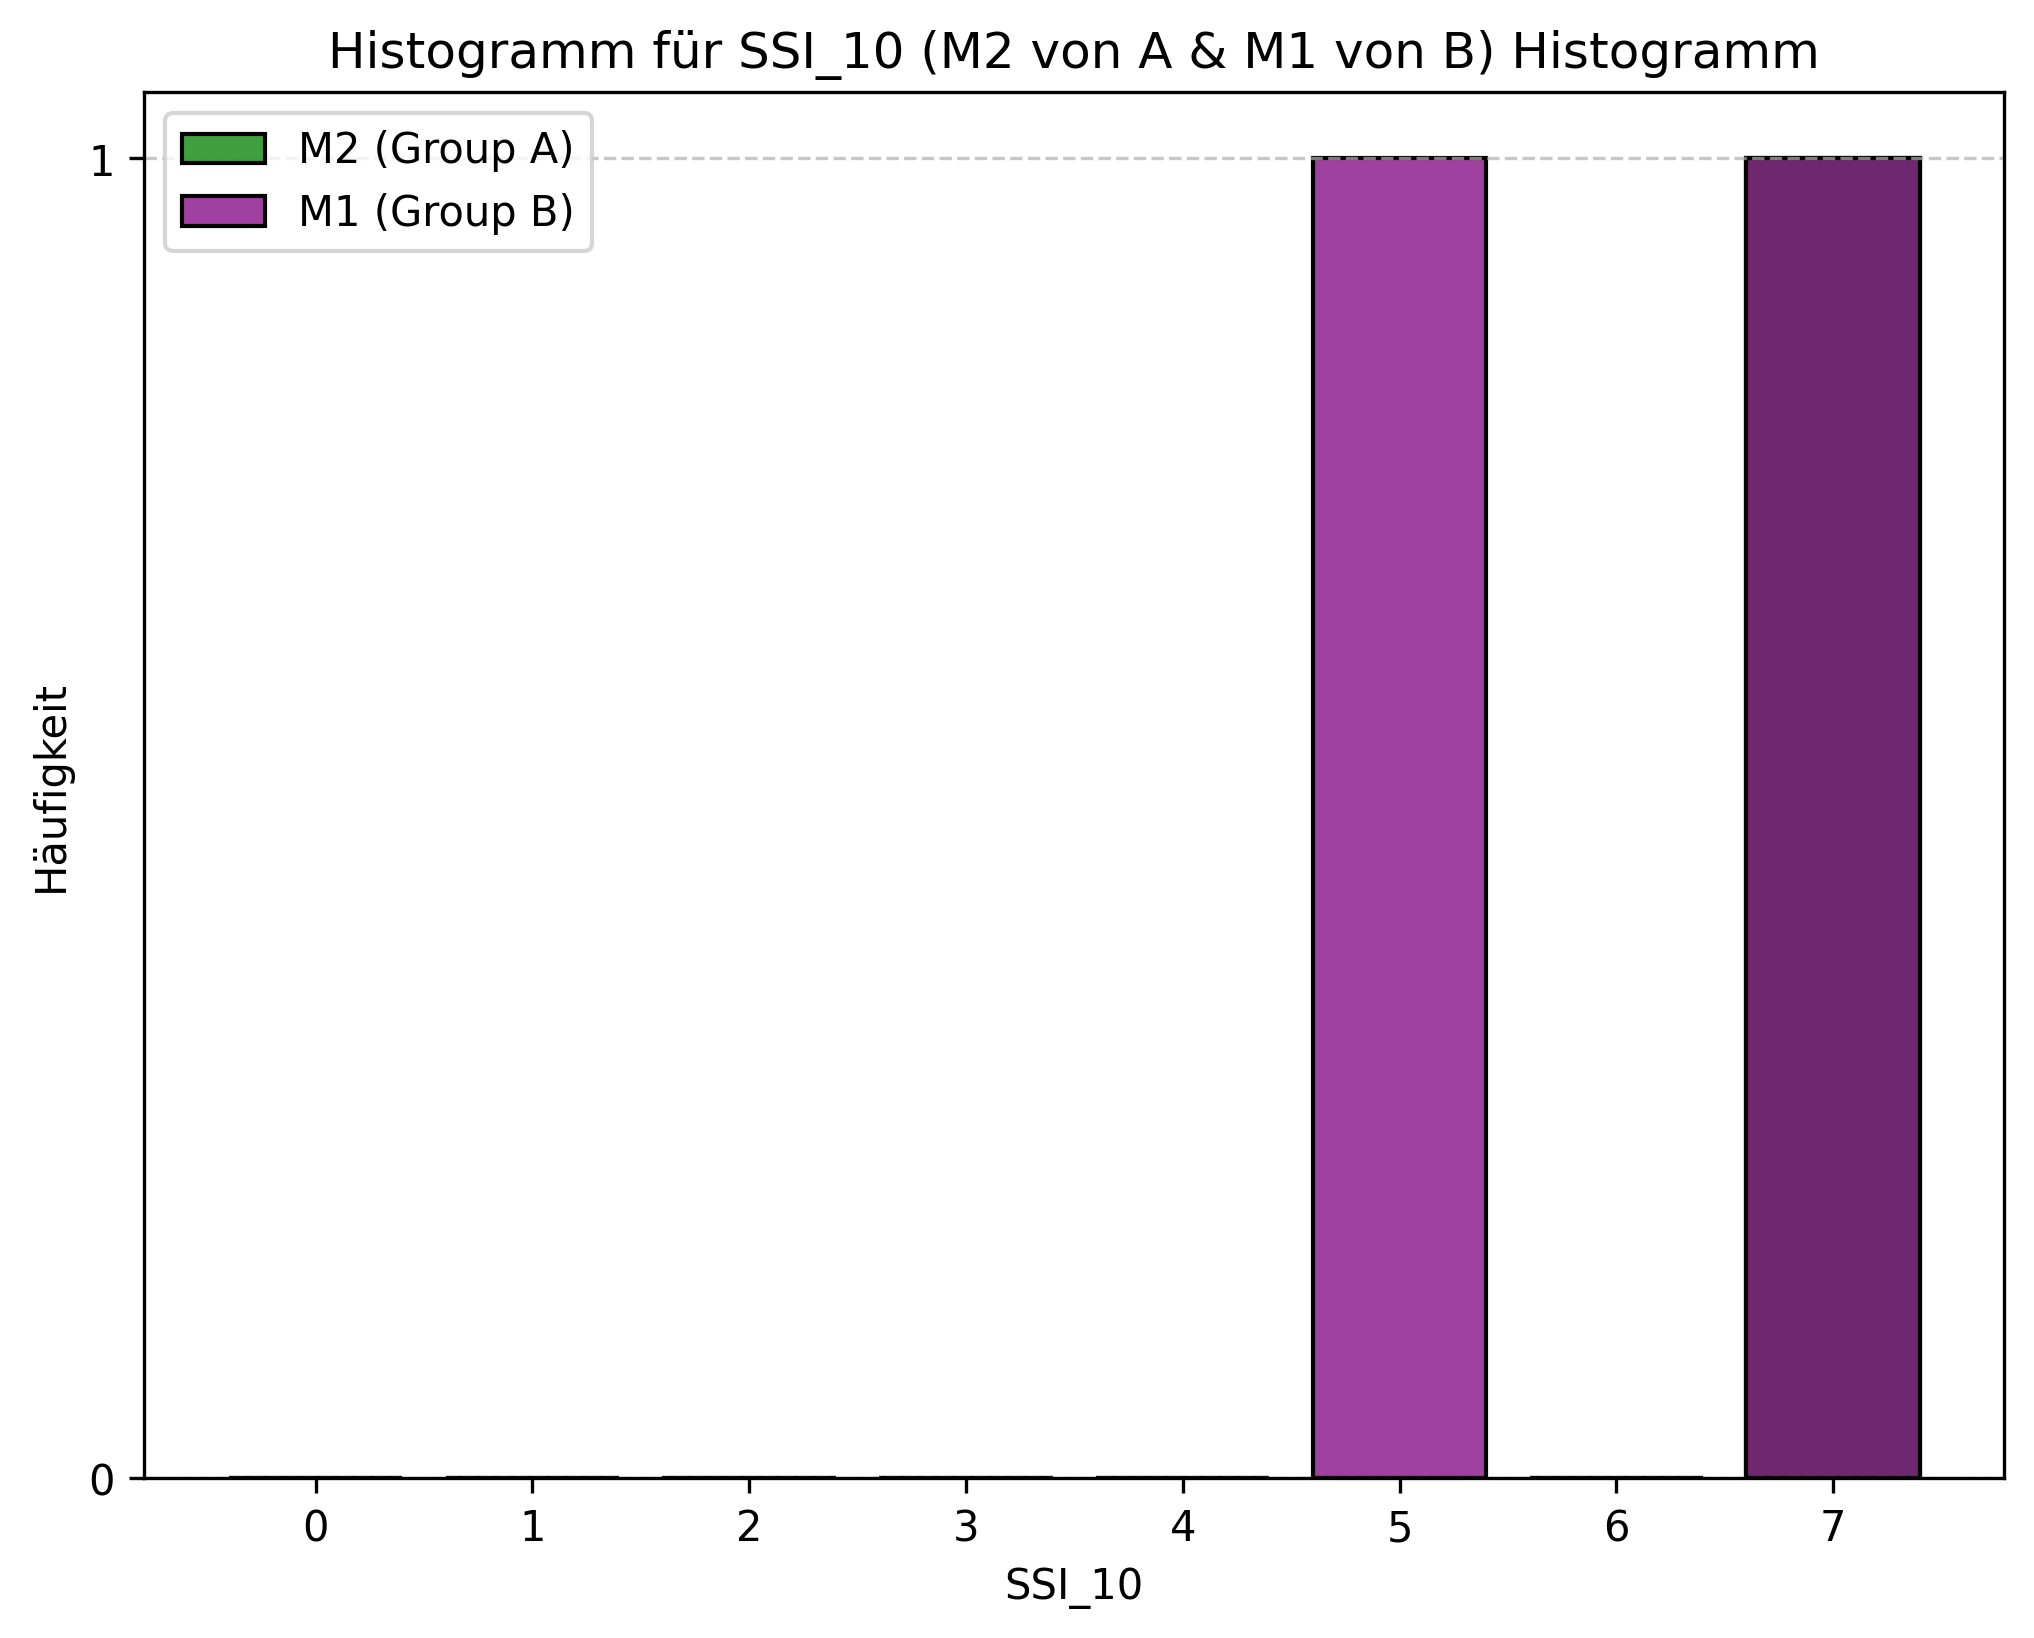 Histogramm für SSI_10 (M2 von A & M1 von B) Histogramm
M2 (Group A)
M1 (Group B)
1
0
Häufigkeit
0 1 2 3 4 5 6 7
SSI_10